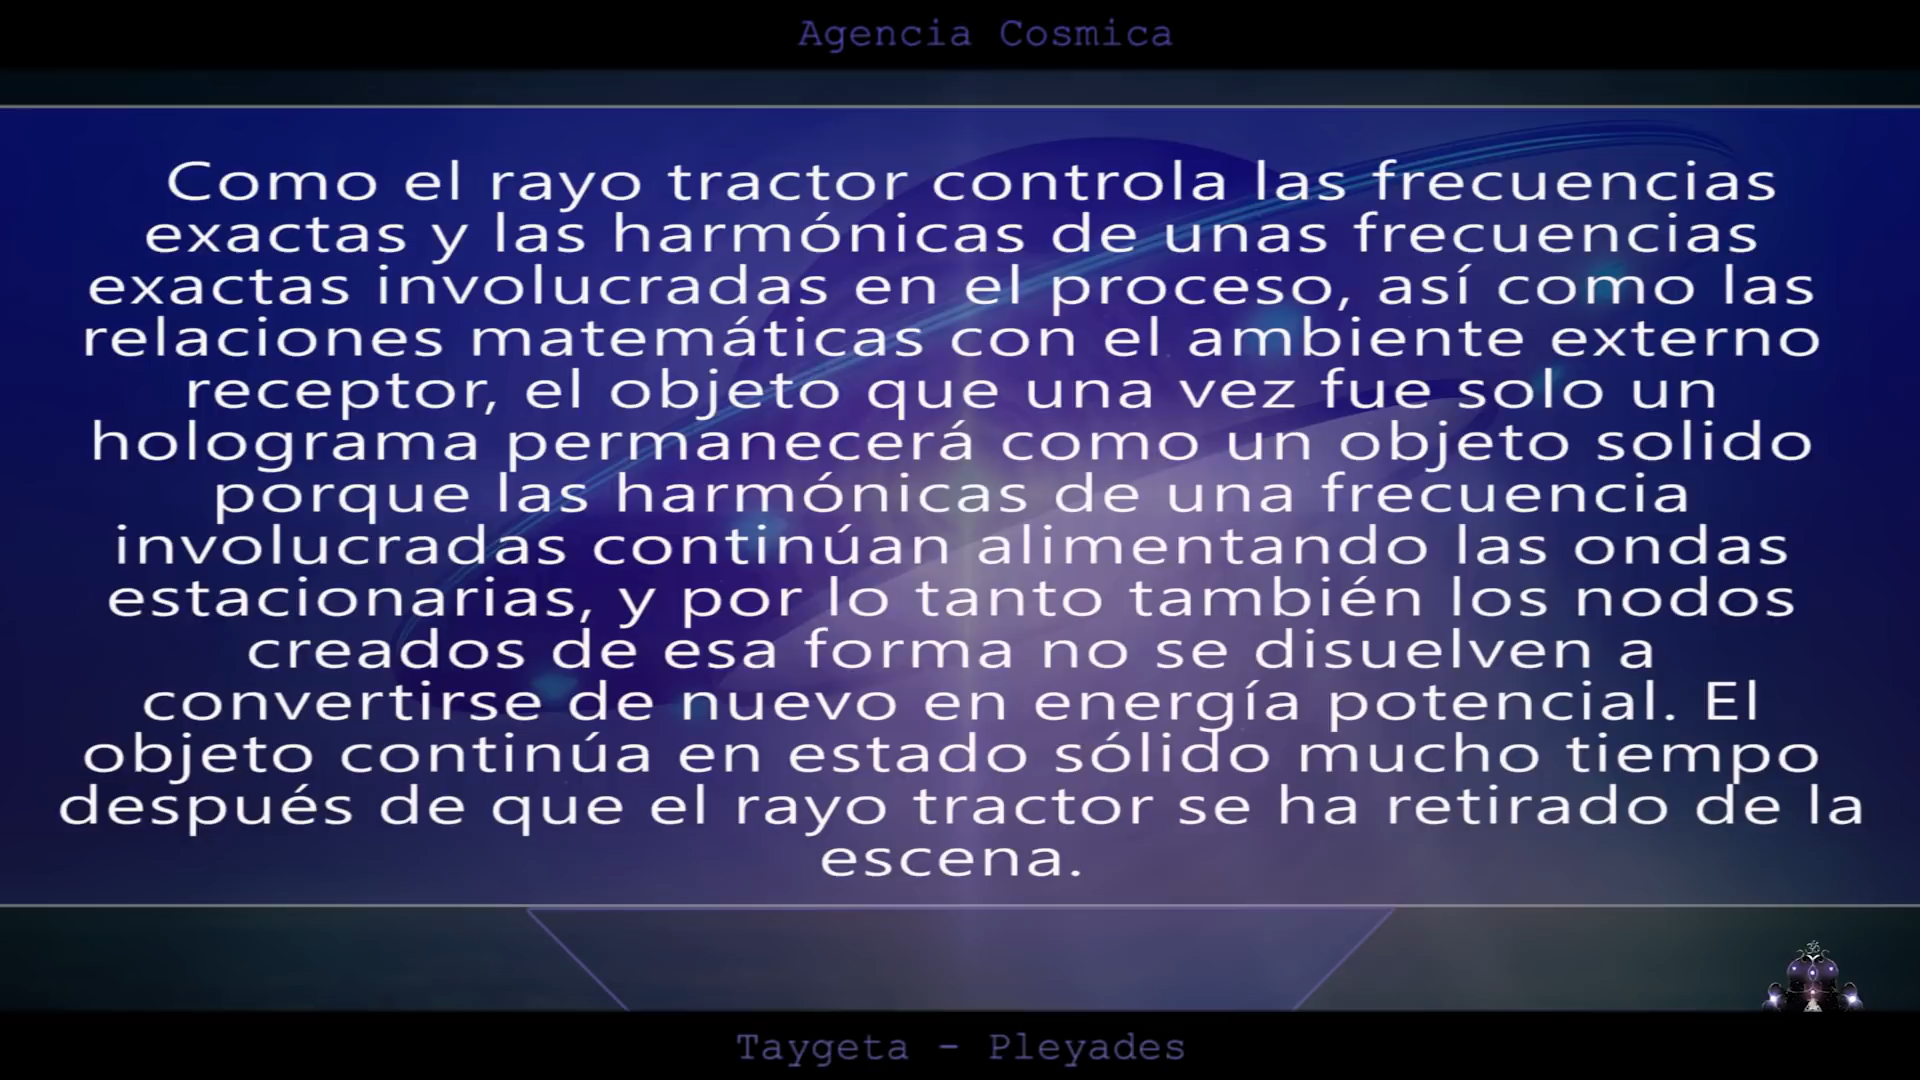 Agencia Cosmica
Como el rayo tractor controla las frecuencias
exactas y las harmónicas de unas frecuencias
exactas involucradas en el proceso, así como las
relaciones matemáticas con el ambiente externo
receptor, el objeto que una vez fue solo un
holograma permanecerá como un objeto solido
porque las harmónicas de una frecuencia
involucradas continúan alimentando las ondas
estacionarias, y por lo tanto también los nodos
creados de esa forma no se disuelven a
convertirse de nuevo en energía potencial. El
objeto continúa en estado sólido mucho tiempo
después de que el rayo tractor se ha retirado de la
escena.
ॐ
Taygeta - Pleyades